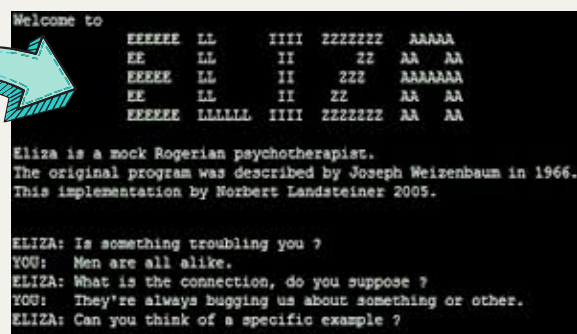 Welcome to
EEEEEE LL IIII ZZZZZZZ AAAAA
EE LL II ZZ AA AA
EEEEE LL II ZZZ AAAAAAA
EE LL II ZZ AA AA
EEEEEE LLLLLL IIII ZZZZZZZ AA AA
Eliza is a mock Rogerian psychotherapist.
The original program was described by Joseph Weizenbaum in 1966.
This implementation by Norbert Landsteiner 2005.
ELIZA: Is something troubling you ?
YOU: Men are all alike.
ELIZA: What is the connection, do you suppose ?
YOU: They're always bugging us about something or other.
ELIZA: Can you think of a specific example ?